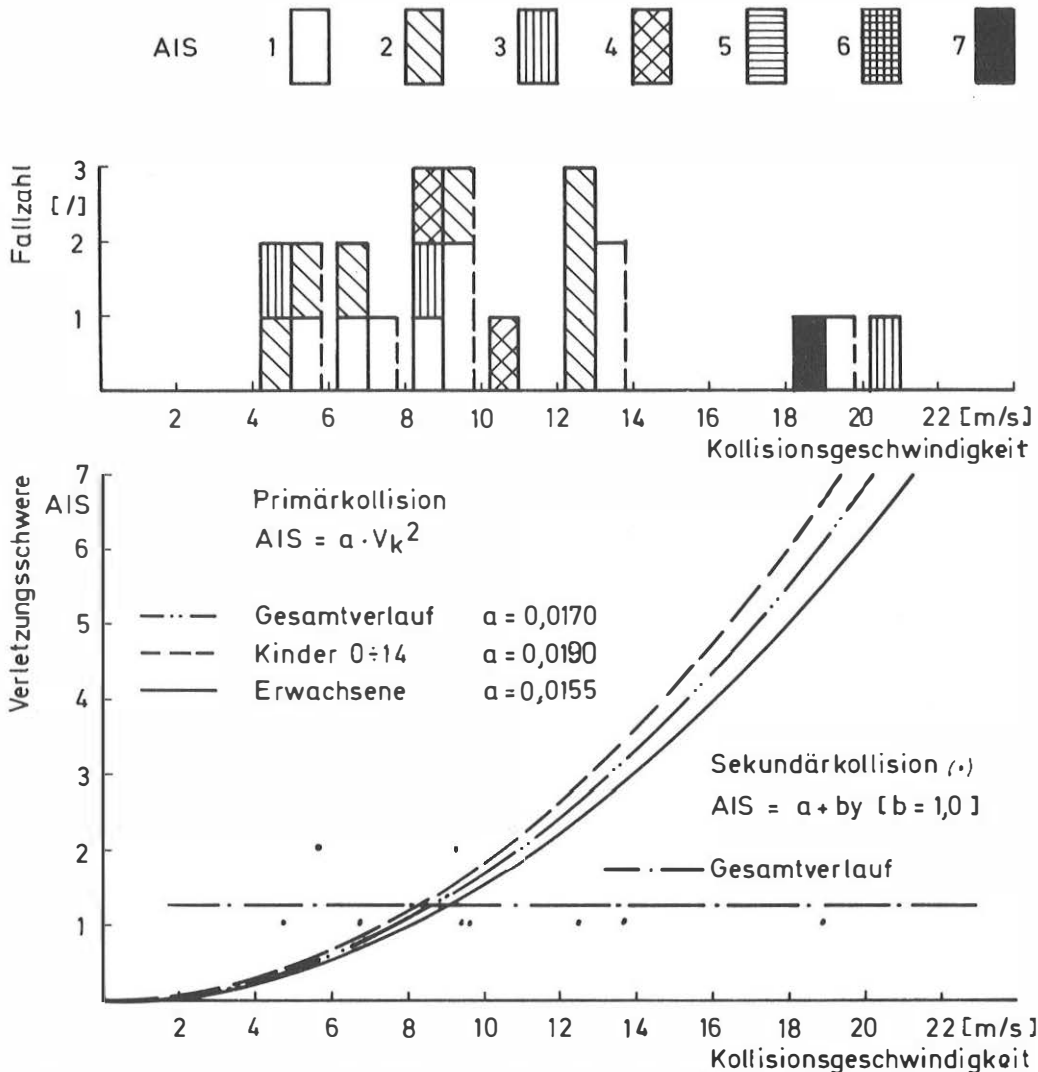 AIS 1 2 3 4 5 6 7
Fallzahl
[/]
3
2
1
2 4 6 8 10 12 14 16 18 20 22 [m/s]
Kollisionsgeschwindigkeit
Verletzungsschwere
AIS
7
6
5
4
3
2
1
Primärkollision
AIS = a · Vk²
Gesamtverlauf a = 0,0170
Kinder 0÷14 a = 0,0190
Erwachsene a = 0,0155
Sekundärkollision (·)
AIS = a + by [b = 1,0]
Gesamtverlauf
2 4 6 8 10 12 14 16 18 20 22 [m/s]
Kollisionsgeschwindigkeit